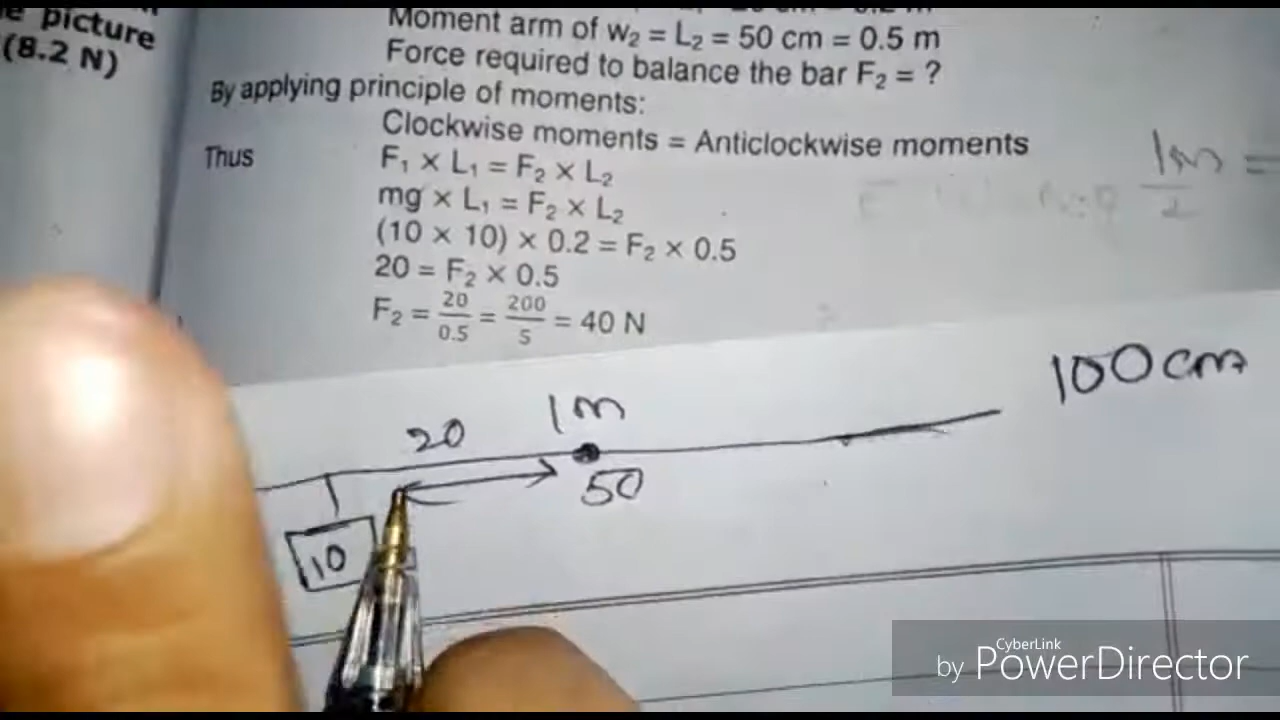 picture
(8.2 N)
Moment arm of w₂ = L₂ = 50 cm = 0.5 m
Force required to balance the bar F₂ = ?
By applying principle of moments:
Clockwise moments = Anticlockwise moments
Thus F₁ × L₁ = F₂ × L₂
mg × L₁ = F₂ × L₂
(10 × 10) × 0.2 = F₂ × 0.5
20 = F₂ × 0.5
F₂ = 20/0.5 = 200/5 = 40 N
1m =
100 cm
1m
20
50
10
CyberLink
by PowerDirector